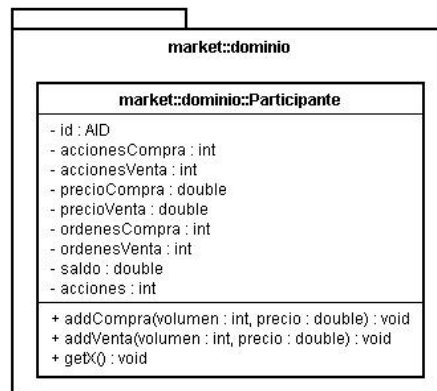 market::dominio
market::dominio::Participante
- id : AID
- accionesCompra : int
- accionesVenta : int
- precioCompra : double
- precioVenta : double
- ordenesCompra : int
- ordenesVenta : int
- saldo : double
- acciones : int
+ addCompra(volumen : int, precio : double) : void
+ addVenta(volumen : int, precio : double) : void
+ getX() : void